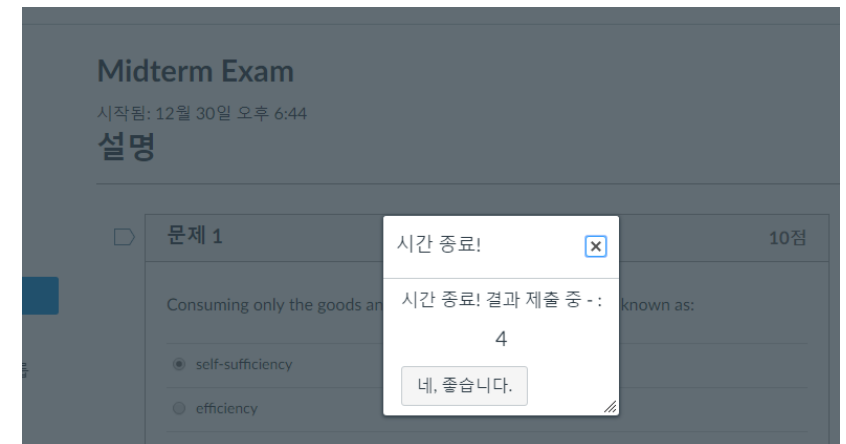 Midterm Exam
시작됨: 12월 30일 오후 6:44
설명
문제 1
10점
시간 종료!
Consuming only the goods an
known as:
시간 종료! 결과 제출 중 - :
4
self-sufficiency
네, 좋습니다.
efficiency